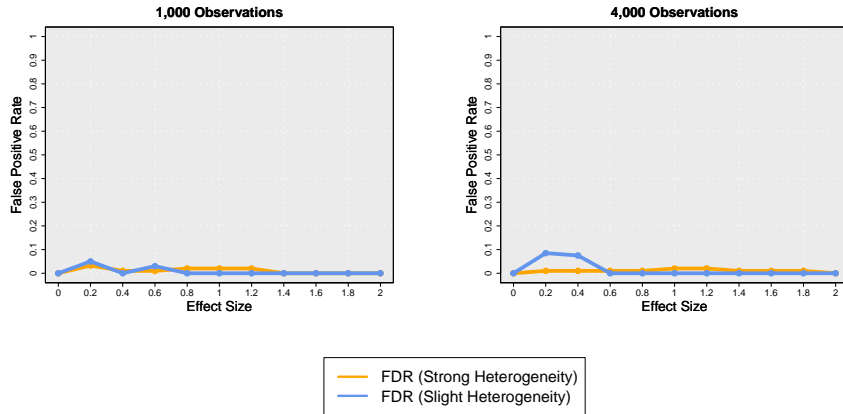 1,000 Observations
False Positive Rate
1
0.9
0.8
0.7
0.6
0.5
0.4
0.3
0.2
0.1
0
0 0.2 0.4 0.6 0.8 1 1.2 1.4 1.6 1.8 2
Effect Size
4,000 Observations
False Positive Rate
1
0.9
0.8
0.7
0.6
0.5
0.4
0.3
0.2
0.1
0
0 0.2 0.4 0.6 0.8 1 1.2 1.4 1.6 1.8 2
Effect Size
FDR (Strong Heterogeneity)
FDR (Slight Heterogeneity)